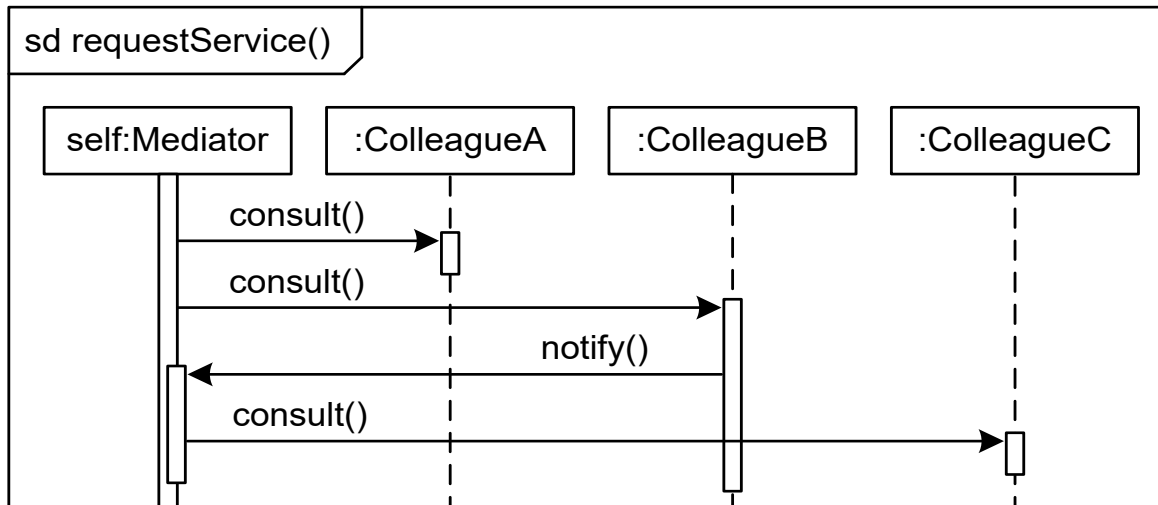 sd requestService()
self:Mediator
:ColleagueA
:ColleagueB
:ColleagueC
consult()
consult()
notify()
consult()